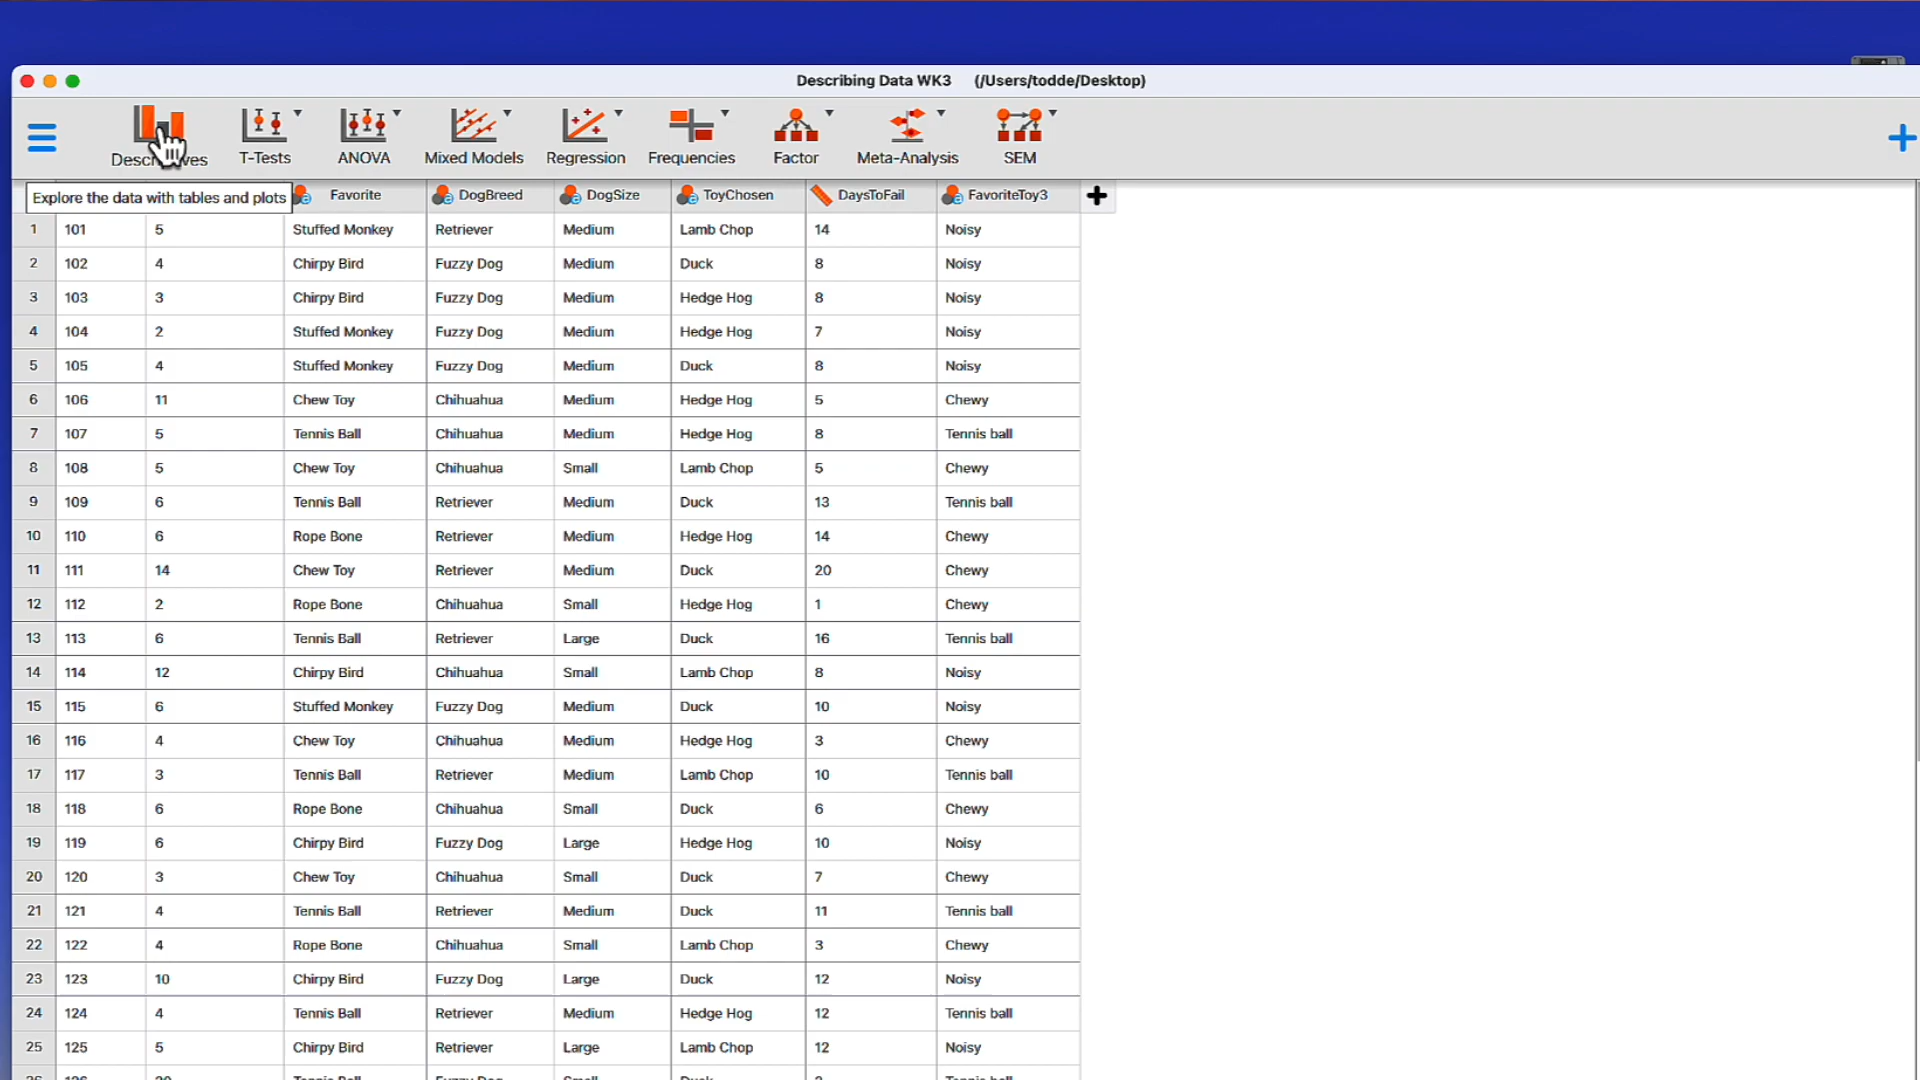 Describing Data WK3 (/Users/todde/Desktop)
Descriptives T-Tests ANOVA Mixed Models Regression Frequencies Factor Meta-Analysis SEM
Explore the data with tables and plots Favorite DogBreed DogSize ToyChosen DaysToFail FavoriteToy3
1 101 5 Stuffed Monkey Retriever Medium Lamb Chop 14 Noisy
2 102 4 Chirpy Bird Fuzzy Dog Medium Duck 8 Noisy
3 103 3 Chirpy Bird Fuzzy Dog Medium Hedge Hog 8 Noisy
4 104 2 Stuffed Monkey Fuzzy Dog Medium Hedge Hog 7 Noisy
5 105 4 Stuffed Monkey Fuzzy Dog Medium Duck 8 Noisy
6 106 11 Chew Toy Chihuahua Medium Hedge Hog 5 Chewy
7 107 5 Tennis Ball Chihuahua Medium Hedge Hog 8 Tennis ball
8 108 5 Chew Toy Chihuahua Small Lamb Chop 5 Chewy
9 109 6 Tennis Ball Retriever Medium Duck 13 Tennis ball
10 110 6 Rope Bone Retriever Medium Hedge Hog 14 Chewy
11 111 14 Chew Toy Retriever Medium Duck 20 Chewy
12 112 2 Rope Bone Chihuahua Small Hedge Hog 1 Chewy
13 113 6 Tennis Ball Retriever Large Duck 16 Tennis ball
14 114 12 Chirpy Bird Chihuahua Small Lamb Chop 8 Noisy
15 115 6 Stuffed Monkey Fuzzy Dog Medium Duck 10 Noisy
16 116 4 Chew Toy Chihuahua Medium Hedge Hog 3 Chewy
17 117 3 Tennis Ball Retriever Medium Lamb Chop 10 Tennis ball
18 118 6 Rope Bone Chihuahua Small Duck 6 Chewy
19 119 6 Chirpy Bird Fuzzy Dog Large Hedge Hog 10 Noisy
20 120 3 Chew Toy Chihuahua Small Duck 7 Chewy
21 121 4 Tennis Ball Retriever Medium Duck 11 Tennis ball
22 122 4 Rope Bone Chihuahua Small Lamb Chop 3 Chewy
23 123 10 Chirpy Bird Fuzzy Dog Large Duck 12 Noisy
24 124 4 Tennis Ball Retriever Medium Hedge Hog 12 Tennis ball
25 125 5 Chirpy Bird Retriever Large Lamb Chop 12 Noisy